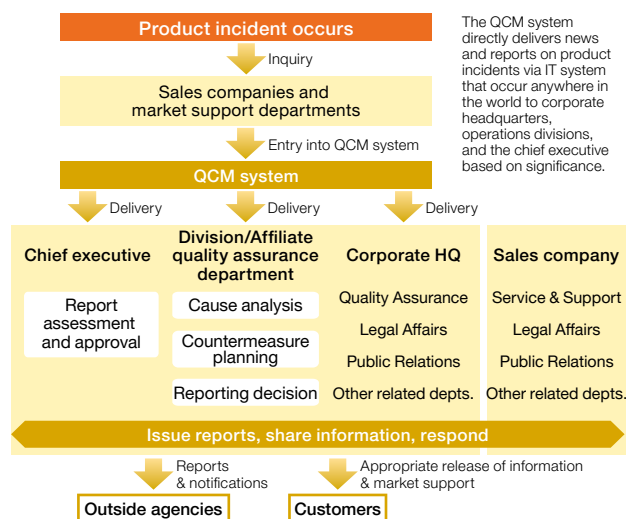 Product incident occurs
Inquiry
Sales companies and
market support departments
Entry into QCM system
QCM system
The QCM system
directly delivers news
and reports on product
incidents via IT system
that occur anywhere in
the world to corporate
headquarters,
operations divisions,
and the chief executive
based on significance.
Delivery
Delivery
Delivery
Chief executive
Report
assessment
and approval
Division/Affiliate
quality assurance
department
Cause analysis
Countermeasure
planning
Reporting decision
Corporate HQ
Quality Assurance
Legal Affairs
Public Relations
Other related depts.
Sales company
Service & Support
Legal Affairs
Public Relations
Other related depts.
Issue reports, share information, respond
Reports
& notifications
Appropriate release of information
& market support
Outside agencies
Customers